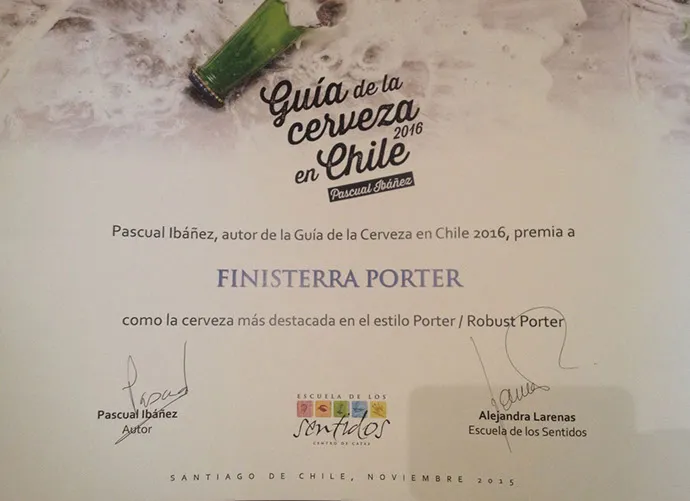 Guía de la
cerveza
2016
en Chile
Pascual Ibáñez
Pascual Ibáñez, autor de la Guía de la Cerveza en Chile 2016, premia a
FINISTERRA PORTER
como la cerveza más destacada en el estilo Porter / Robust Porter
Pascual
Pascual Ibáñez
Autor
ESCUELA DE LOS
sentidos
CENTRO DE CATAS
Alejandra Larenas
Escuela de los Sentidos
SANTIAGO DE CHILE, NOVIEMBRE 2015